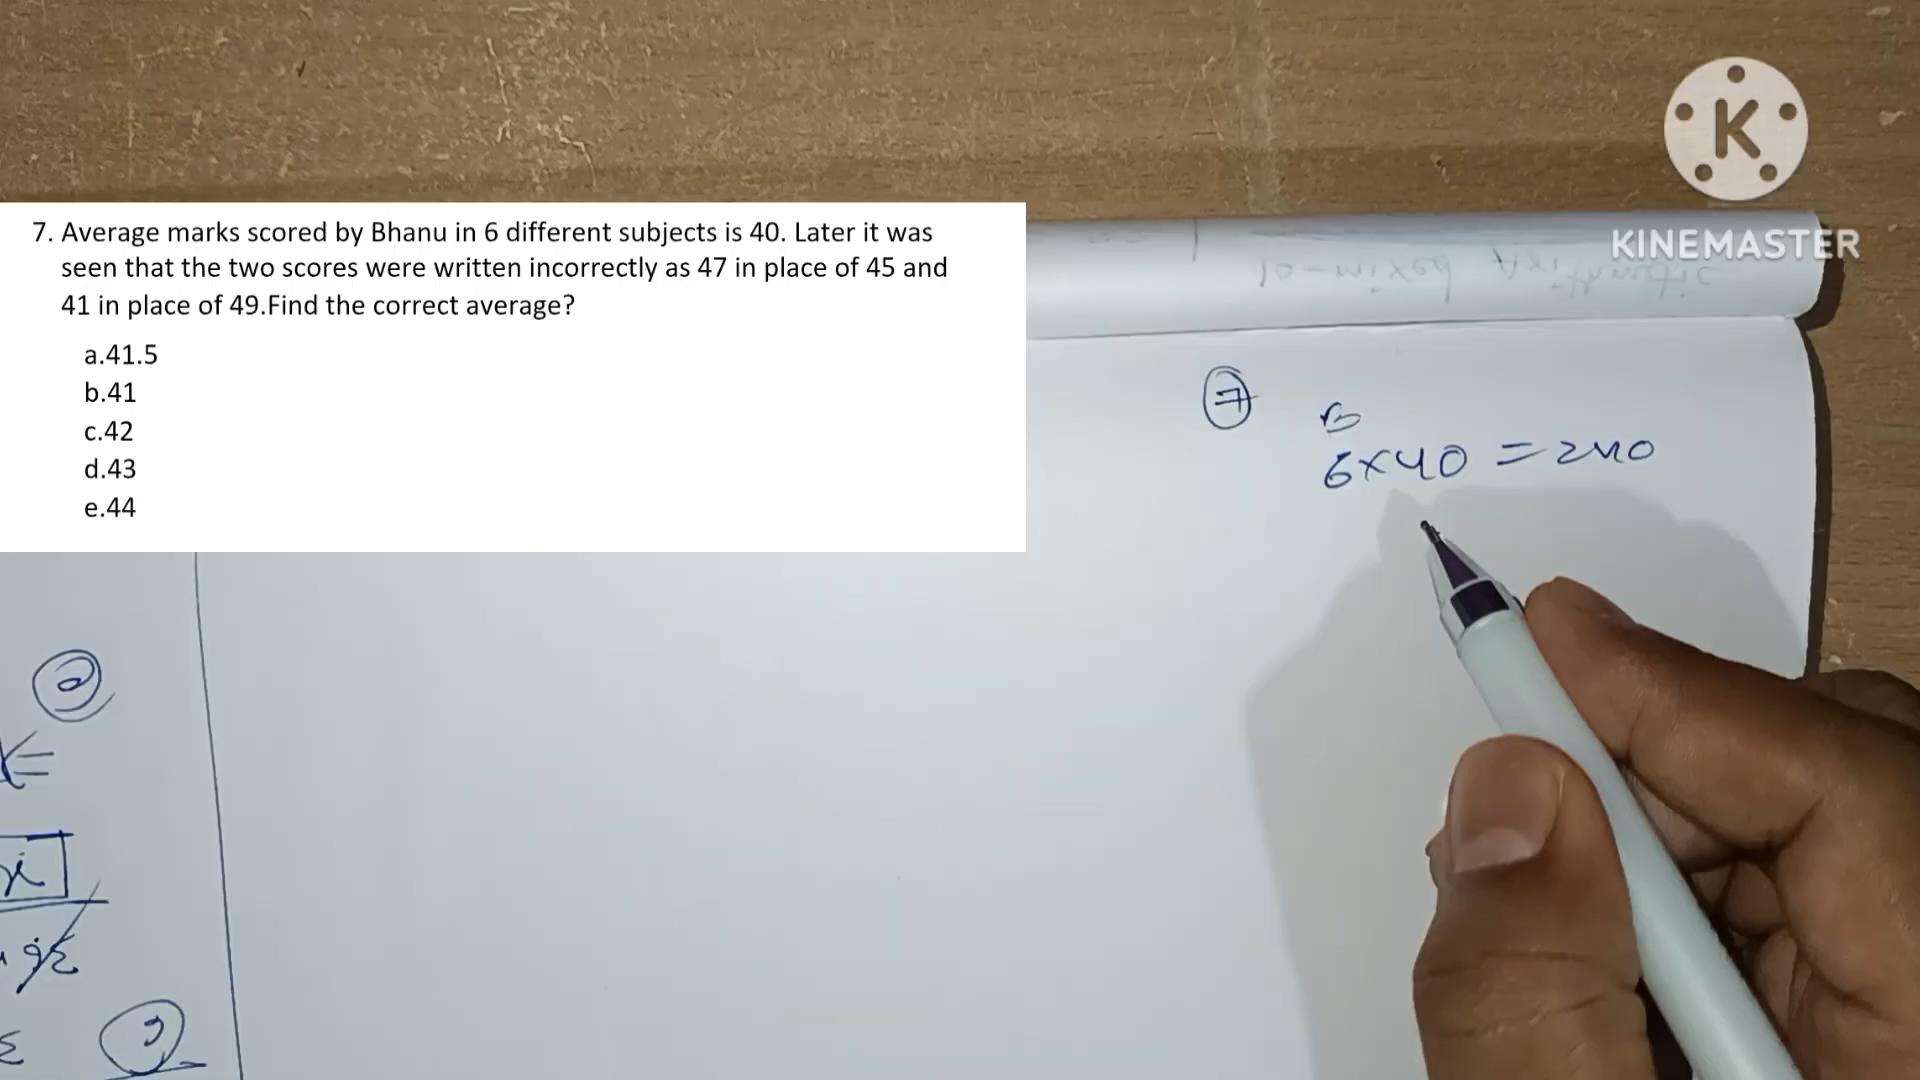 7. Average marks scored by Bhanu in 6 different subjects is 40. Later it was
seen that the two scores were written incorrectly as 47 in place of 45 and
41 in place of 49.Find the correct average?
a.41.5
b.41
c.42
d.43
e.44
K
KINEMASTER
7
B
6×40 = 240